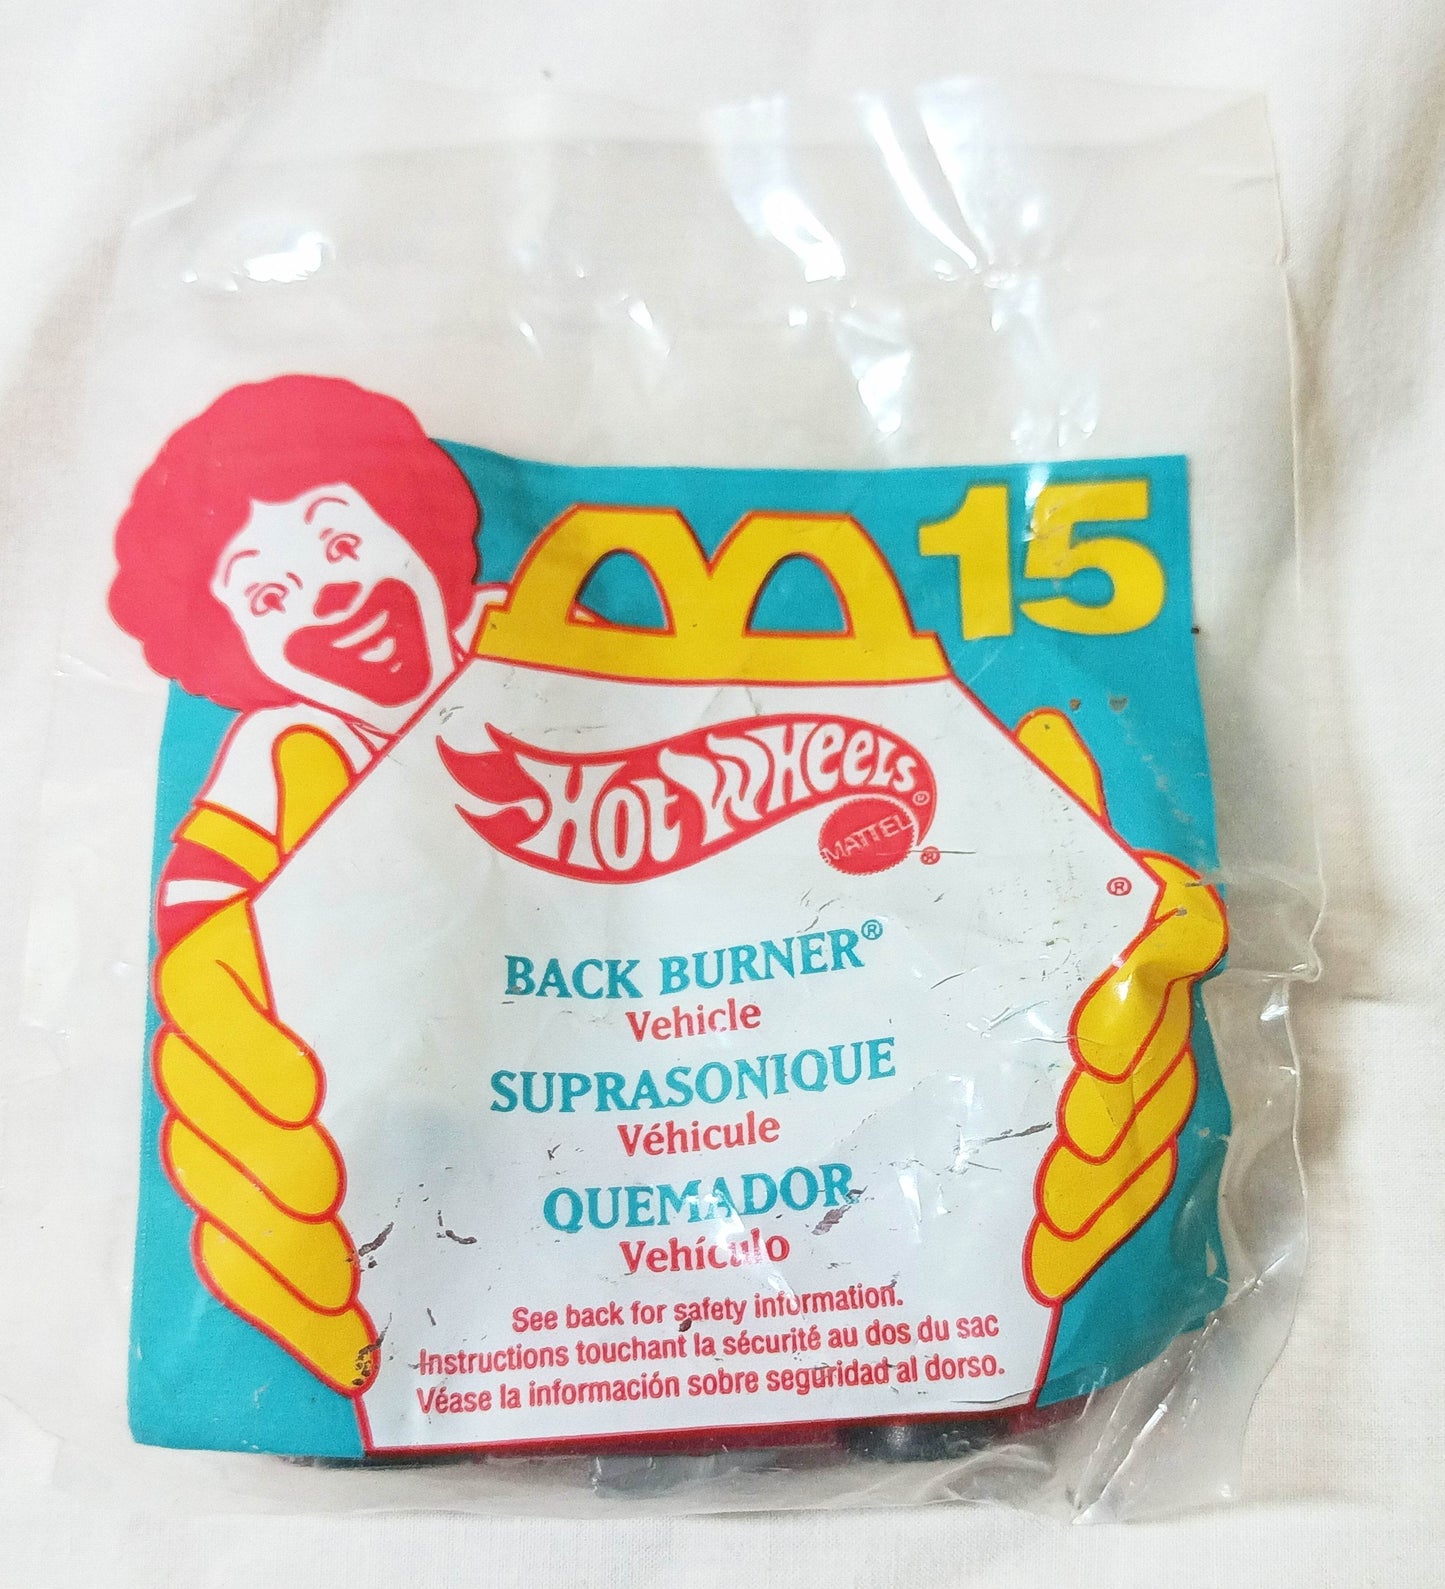 15
HOT WHEELS®
MATTEL®
®
BACK BURNER®
Vehicle
SUPRASONIQUE
Véhicule
QUEMADOR
Vehículo
See back for safety information.
Instructions touchant la sécurité au dos du sac
Véase la información sobre seguridad al dorso.